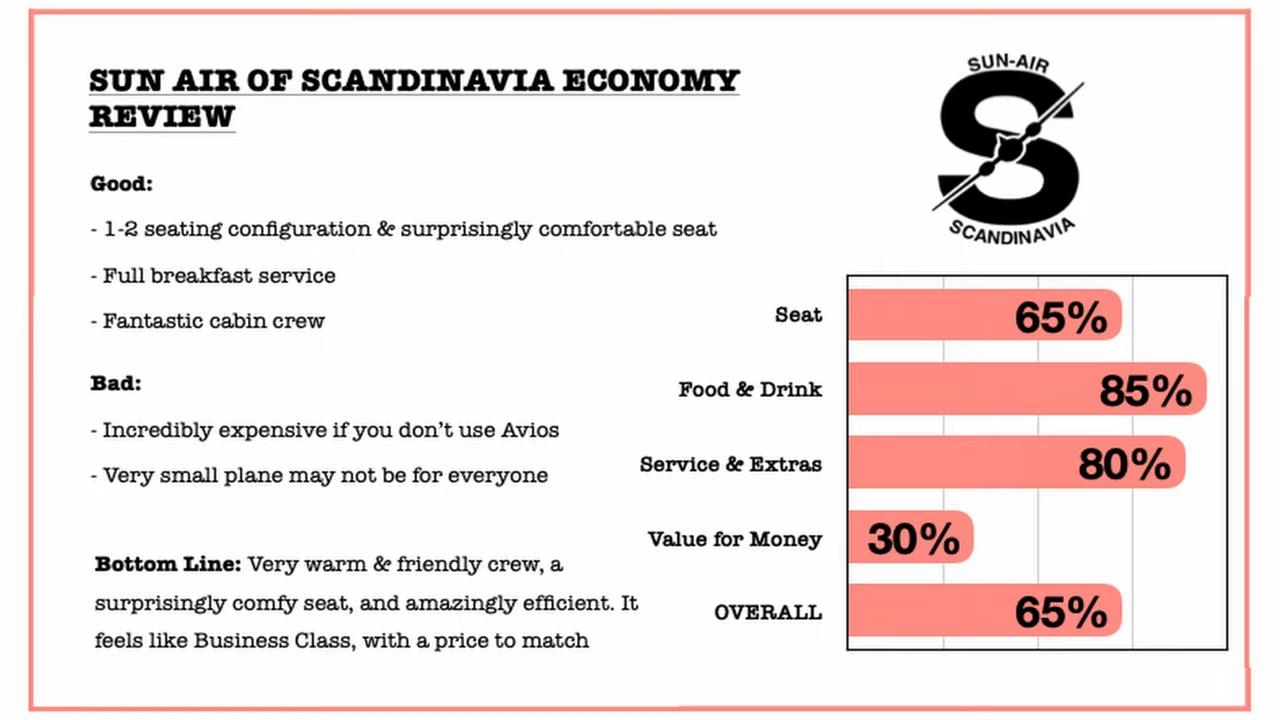 SUN AIR OF SCANDINAVIA ECONOMY
REVIEW
Good:
- 1-2 seating configuration & surprisingly comfortable seat
- Full breakfast service
- Fantastic cabin crew
Bad:
- Incredibly expensive if you don’t use Avios
- Very small plane may not be for everyone
Bottom Line: Very warm & friendly crew, a
surprisingly comfy seat, and amazingly efficient. It
feels like Business Class, with a price to match
SUN-AIR
S
SCANDINAVIA
Seat 65%
Food & Drink 85%
Service & Extras 80%
Value for Money 30%
OVERALL 65%